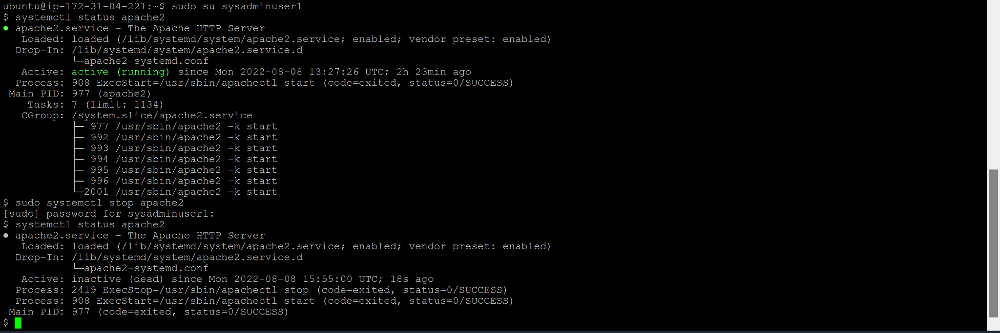 ubuntu@ip-172-31-84-221:~$ sudo su sysadminuser1
$ systemctl status apache2
● apache2.service - The Apache HTTP Server
   Loaded: loaded (/lib/systemd/system/apache2.service; enabled; vendor preset: enabled)
  Drop-In: /lib/systemd/system/apache2.service.d
           └─apache2-systemd.conf
   Active: active (running) since Mon 2022-08-08 13:27:26 UTC; 2h 23min ago
  Process: 908 ExecStart=/usr/sbin/apachectl start (code=exited, status=0/SUCCESS)
 Main PID: 977 (apache2)
    Tasks: 7 (limit: 1134)
   CGroup: /system.slice/apache2.service
           ├─ 977 /usr/sbin/apache2 -k start
           ├─ 992 /usr/sbin/apache2 -k start
           ├─ 993 /usr/sbin/apache2 -k start
           ├─ 994 /usr/sbin/apache2 -k start
           ├─ 995 /usr/sbin/apache2 -k start
           ├─ 996 /usr/sbin/apache2 -k start
           └─2001 /usr/sbin/apache2 -k start
$ sudo systemctl stop apache2
[sudo] password for sysadminuser1:
$ systemctl status apache2
● apache2.service - The Apache HTTP Server
   Loaded: loaded (/lib/systemd/system/apache2.service; enabled; vendor preset: enabled)
  Drop-In: /lib/systemd/system/apache2.service.d
           └─apache2-systemd.conf
   Active: inactive (dead) since Mon 2022-08-08 15:55:00 UTC; 18s ago
  Process: 2419 ExecStop=/usr/sbin/apachectl stop (code=exited, status=0/SUCCESS)
  Process: 908 ExecStart=/usr/sbin/apachectl start (code=exited, status=0/SUCCESS)
 Main PID: 977 (code=exited, status=0/SUCCESS)
$